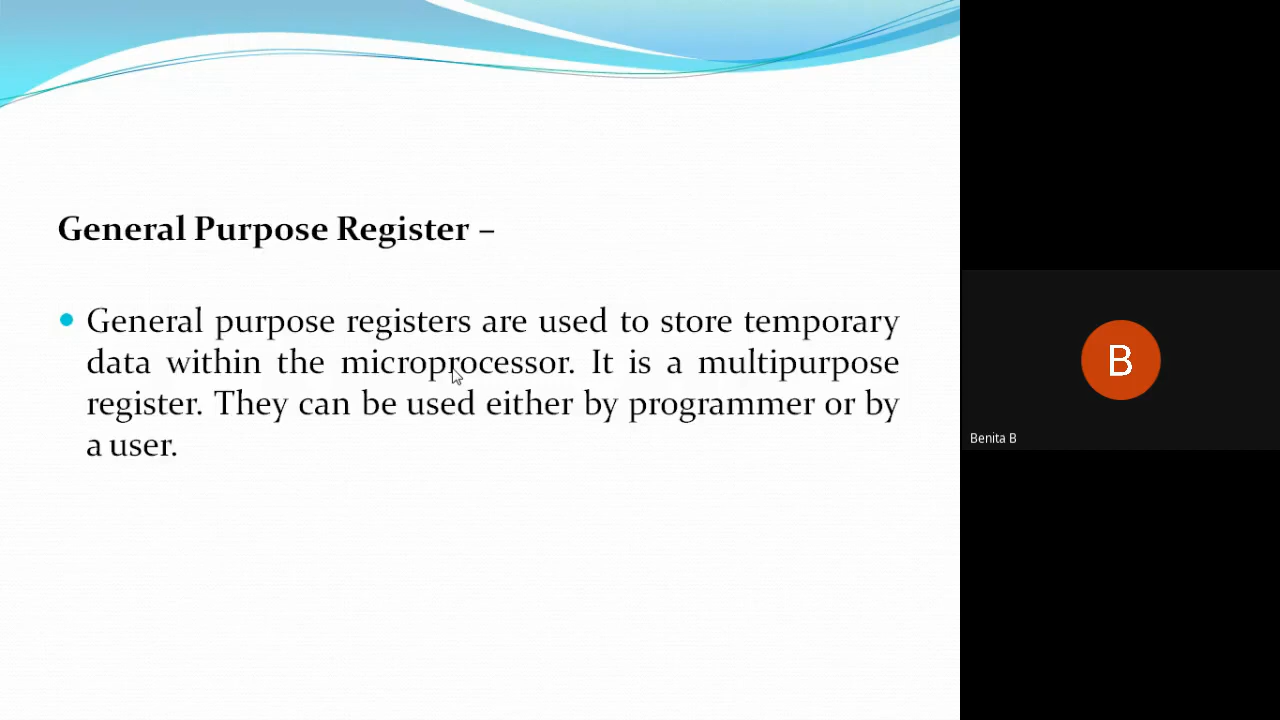 General Purpose Register –
General purpose registers are used to store temporary
data within the microprocessor. It is a multipurpose
register. They can be used either by programmer or by
a user.
B
Benita B